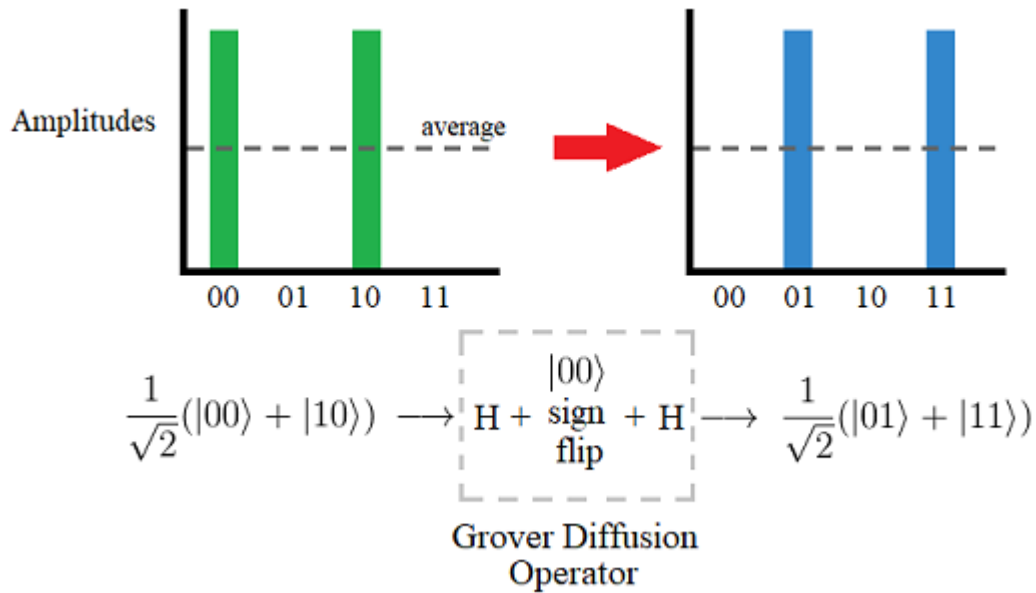 Amplitudes
average
00 01 10 11
00 01 10 11
1/√2(|00⟩ + |10⟩) ⟶ H + |00⟩ sign flip + H ⟶ 1/√2(|01⟩ + |11⟩)
Grover Diffusion
Operator